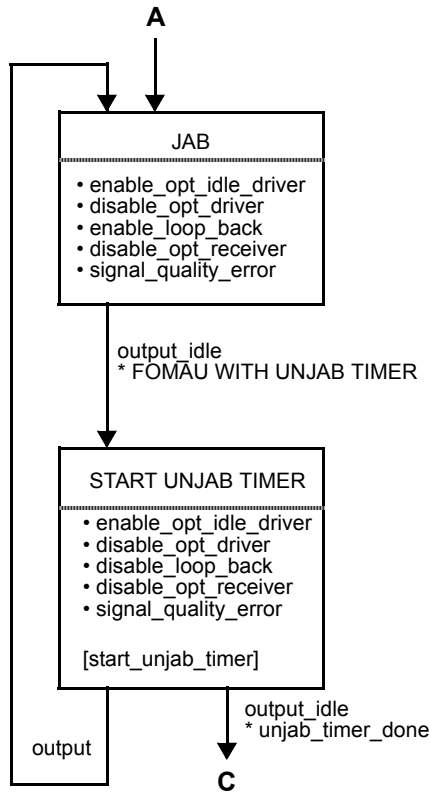 A
JAB
• enable_opt_idle_driver
• disable_opt_driver
• enable_loop_back
• disable_opt_receiver
• signal_quality_error
output_idle
* FOMAU WITH UNJAB TIMER
START UNJAB TIMER
• enable_opt_idle_driver
• disable_opt_driver
• disable_loop_back
• disable_opt_receiver
• signal_quality_error
[start_unjab_timer]
output_idle
* unjab_timer_done
output
C